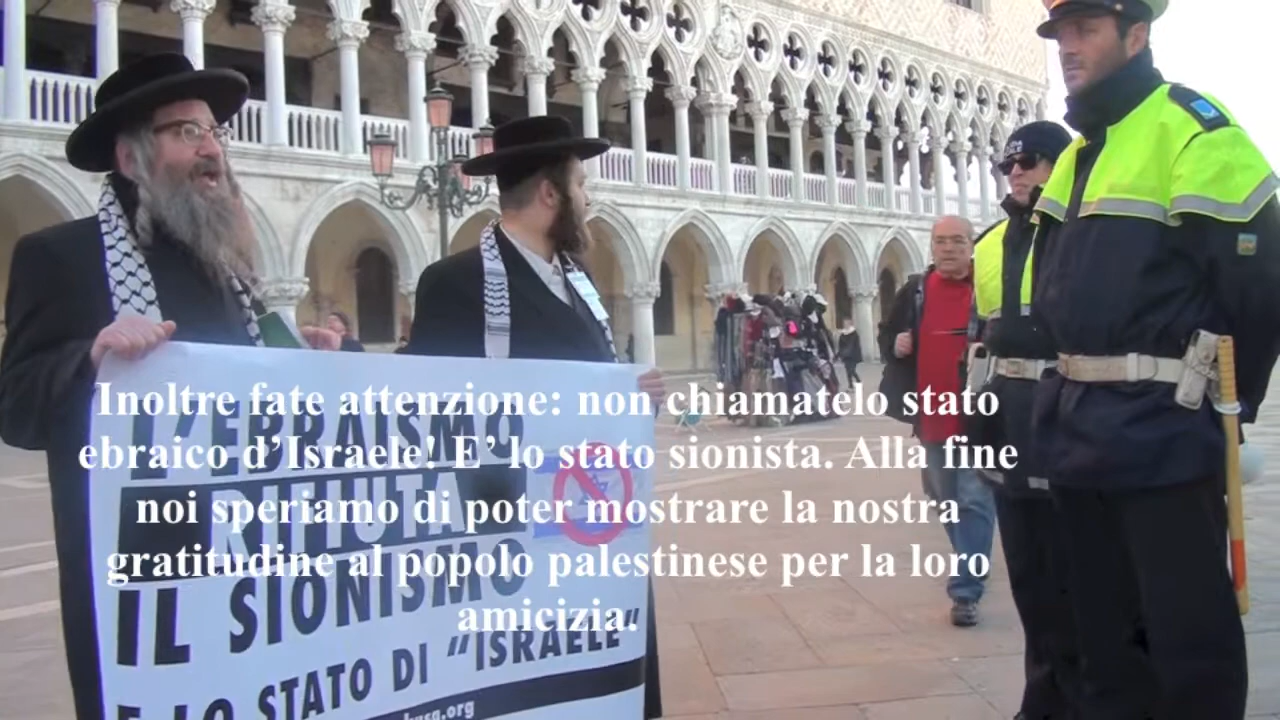 Inoltre fate attenzione: non chiamatelo stato
ebraico d'Israele! E' lo stato sionista. Alla fine
noi speriamo di poter mostrare la nostra
gratitudine al popolo palestinese per la loro
amicizia.
L'EBRAISMO
RIFIUTA
IL SIONISMO
E LO STATO DI "ISRAELE"